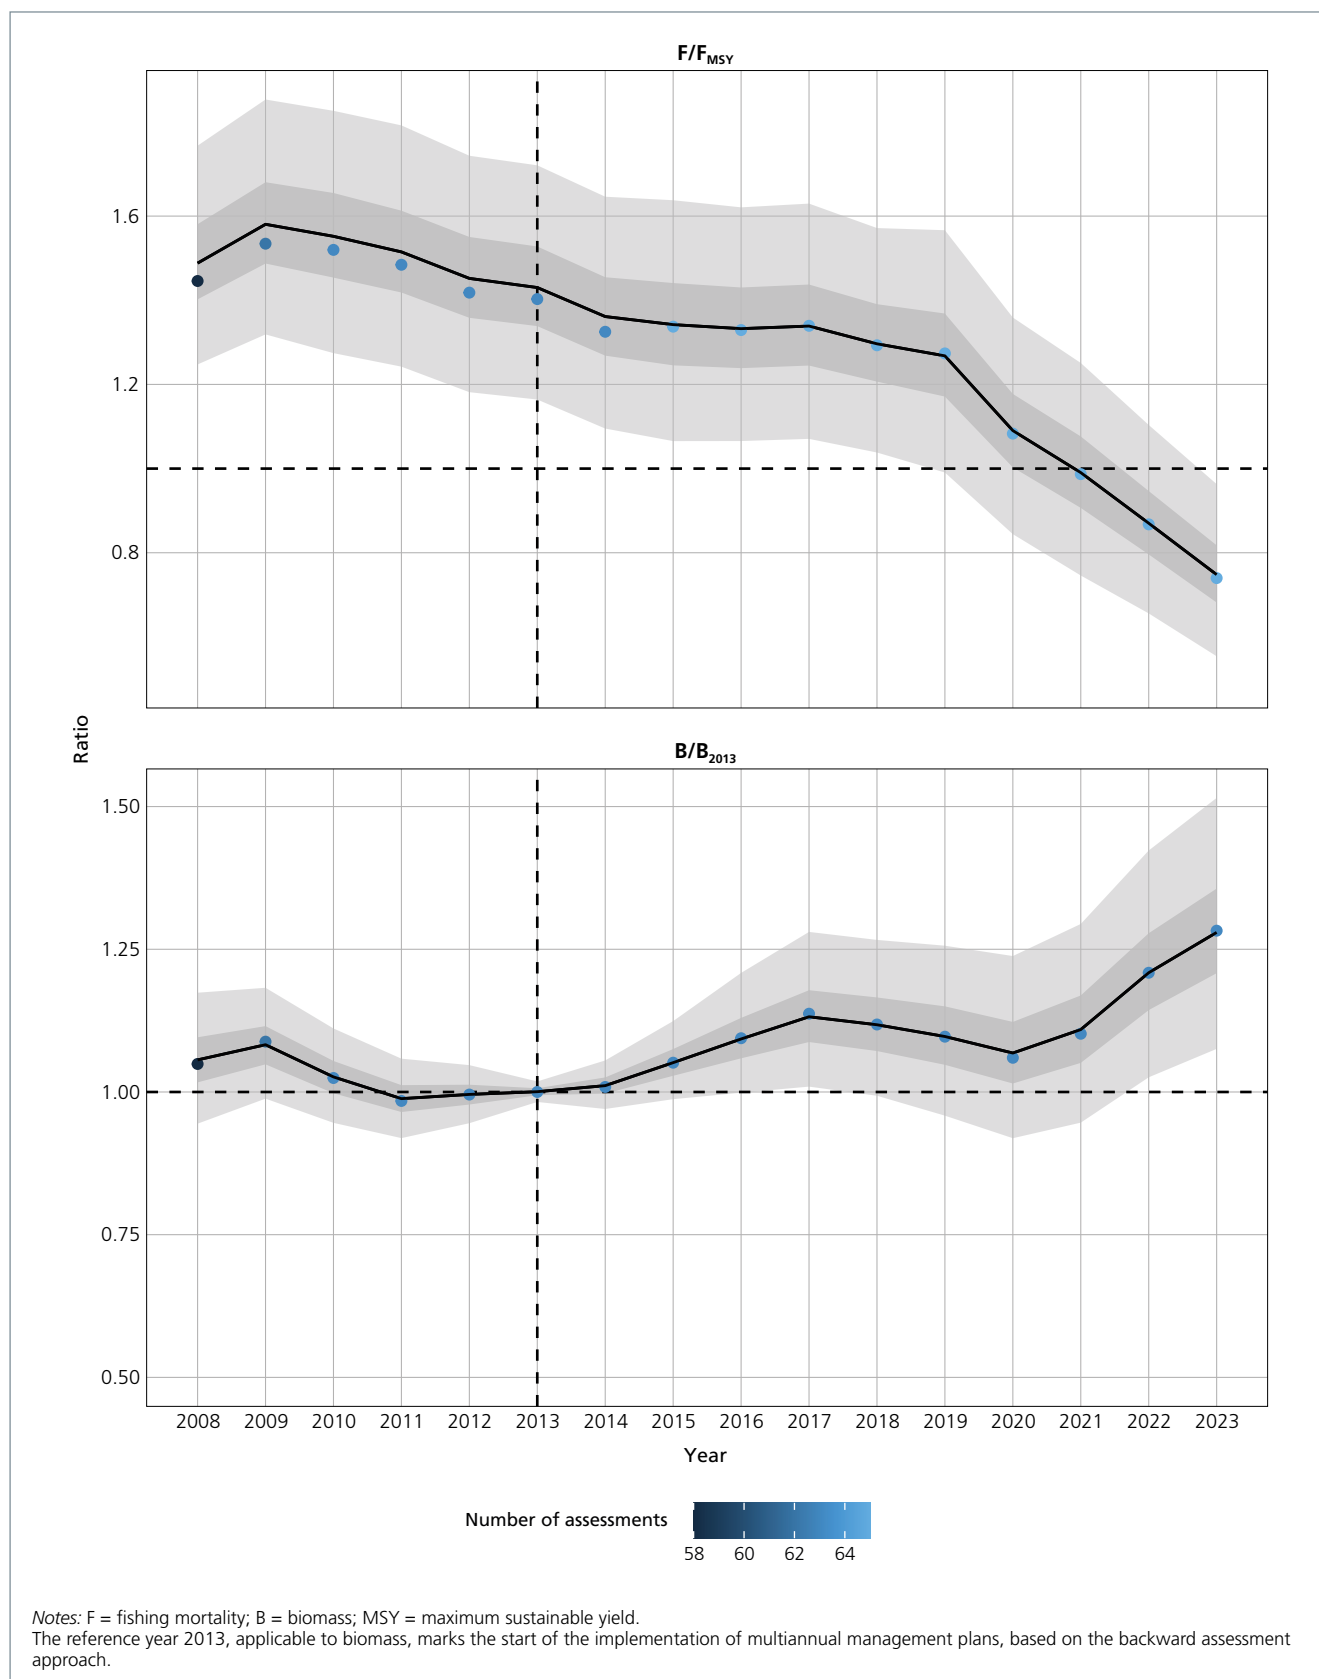 F/FMSY
1.6
1.2
0.8
Ratio
B/B2013
1.50
1.25
1.00
0.75
0.50
2008 2009 2010 2011 2012 2013 2014 2015 2016 2017 2018 2019 2020 2021 2022 2023
Year
Number of assessments
58 60 62 64
Notes: F = fishing mortality; B = biomass; MSY = maximum sustainable yield.
The reference year 2013, applicable to biomass, marks the start of the implementation of multiannual management plans, based on the backward assessment
approach.